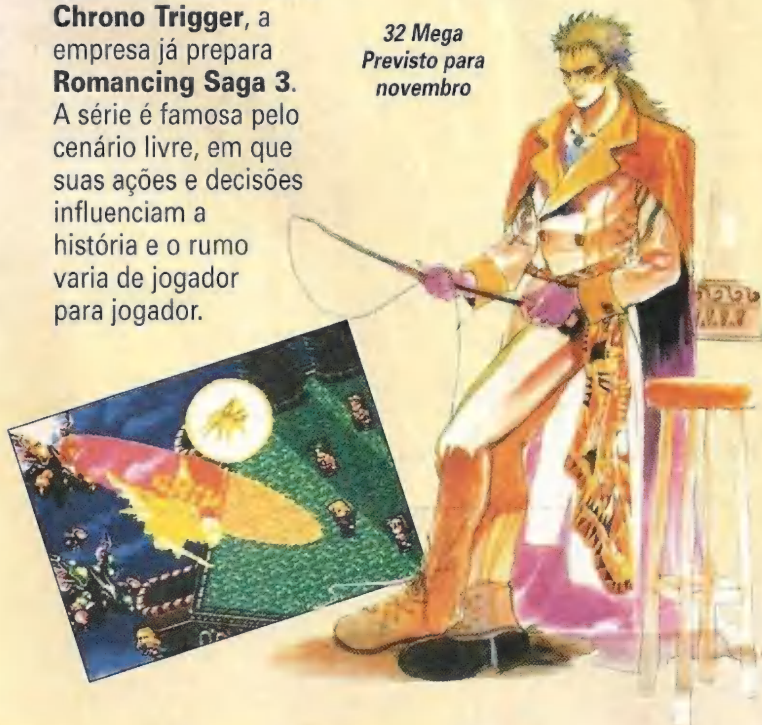 Chrono Trigger, a
empresa já prepara
Romancing Saga 3.
A série é famosa pelo
cenário livre, em que
suas ações e decisões
influenciam a
história e o rumo
varia de jogador
para jogador.
32 Mega
Previsto para
novembro